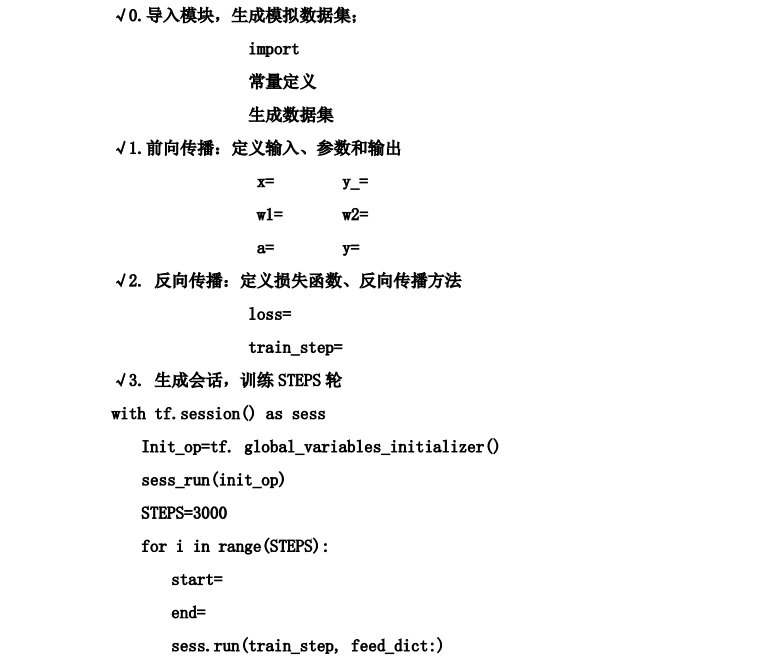 √0.导入模块，生成模拟数据集；
import
常量定义
生成数据集
√1.前向传播：定义输入、参数和输出
x= y_=
w1= w2=
a= y=
√2. 反向传播：定义损失函数、反向传播方法
loss=
train_step=
√3. 生成会话，训练 STEPS 轮
with tf.session() as sess
Init_op=tf. global_variables_initializer()
sess_run(init_op)
STEPS=3000
for i in range(STEPS):
start=
end=
sess.run(train_step, feed_dict:)